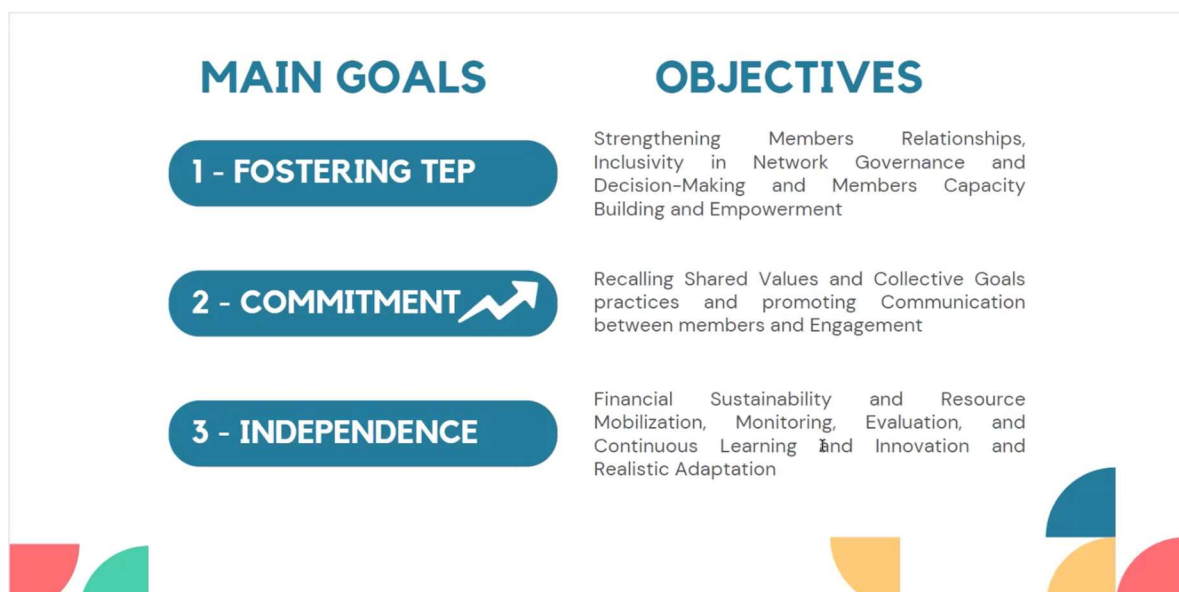 MAIN GOALS
OBJECTIVES
1 - FOSTERING TEP
Strengthening Members Relationships,
Inclusivity in Network Governance and
Decision-Making and Members Capacity
Building and Empowerment
2 - COMMITMENT
Recalling Shared Values and Collective Goals
practices and promoting Communication
between members and Engagement
3 - INDEPENDENCE
Financial Sustainability and Resource
Mobilization, Monitoring, Evaluation, and
Continuous Learning and Innovation and
Realistic Adaptation